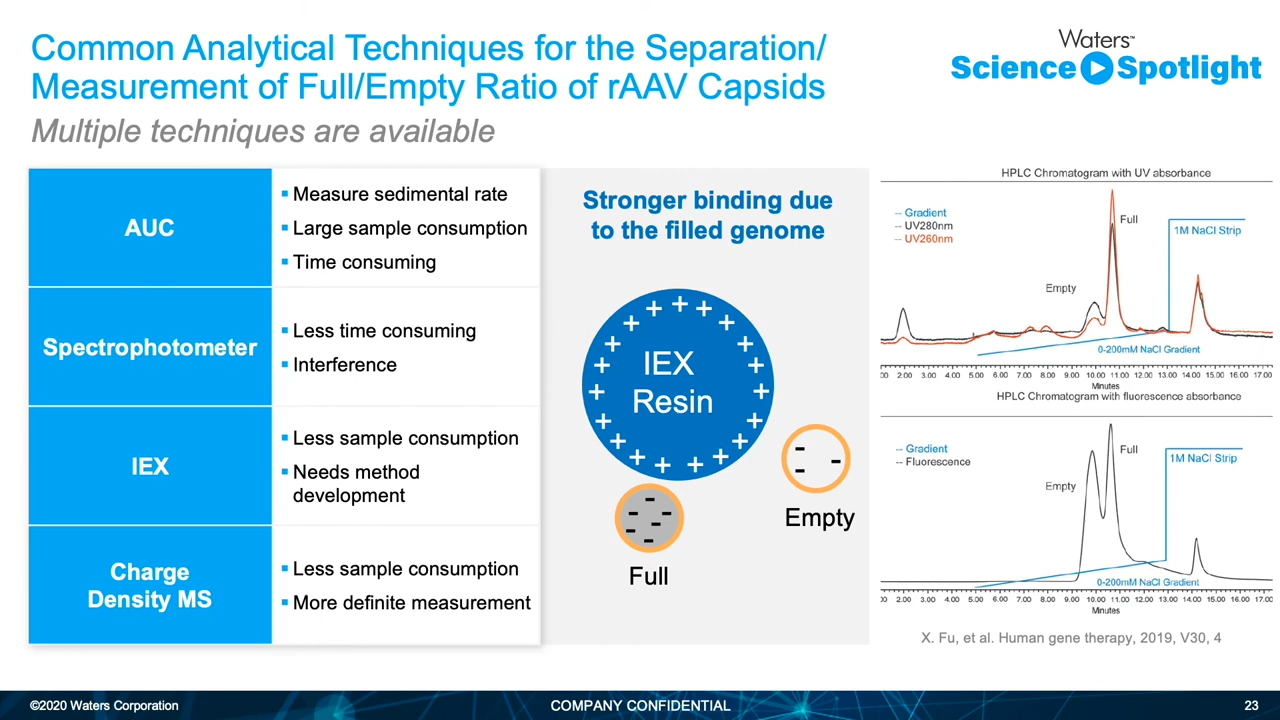 Common Analytical Techniques for the Separation/
Measurement of Full/Empty Ratio of rAAV Capsids
Multiple techniques are available
Waters™
Science Spotlight
AUC
▪ Measure sedimental rate
▪ Large sample consumption
▪ Time consuming
Spectrophotometer
▪ Less time consuming
▪ Interference
IEX
▪ Less sample consumption
▪ Needs method
development
Charge
Density MS
▪ Less sample consumption
▪ More definite measurement
Stronger binding due
to the filled genome
+ + + + + + + + + + + + + + + + + + + + + +
IEX
Resin
- - -
Empty
- - - - - -
Full
HPLC Chromatogram with UV absorbance
-- Gradient
-- UV280nm
-- UV260nm
Full
1M NaCl Strip
Empty
0-200mM NaCl Gradient
00 2.00 3.00 4.00 5.00 6.00 7.00 8.00 9.00 10.00 11.00 12.00 13.00 14.00 15.00 16.00 17.00
Minutes
HPLC Chromatogram with fluorescence absorbance
-- Gradient
-- Fluorescence
Full
1M NaCl Strip
Empty
0-200mM NaCl Gradient
00 2.00 3.00 4.00 5.00 6.00 7.00 8.00 9.00 10.00 11.00 12.00 13.00 14.00 15.00 16.00 17.00
Minutes
X. Fu, et al. Human gene therapy, 2019, V30, 4
©2020 Waters Corporation
COMPANY CONFIDENTIAL
23